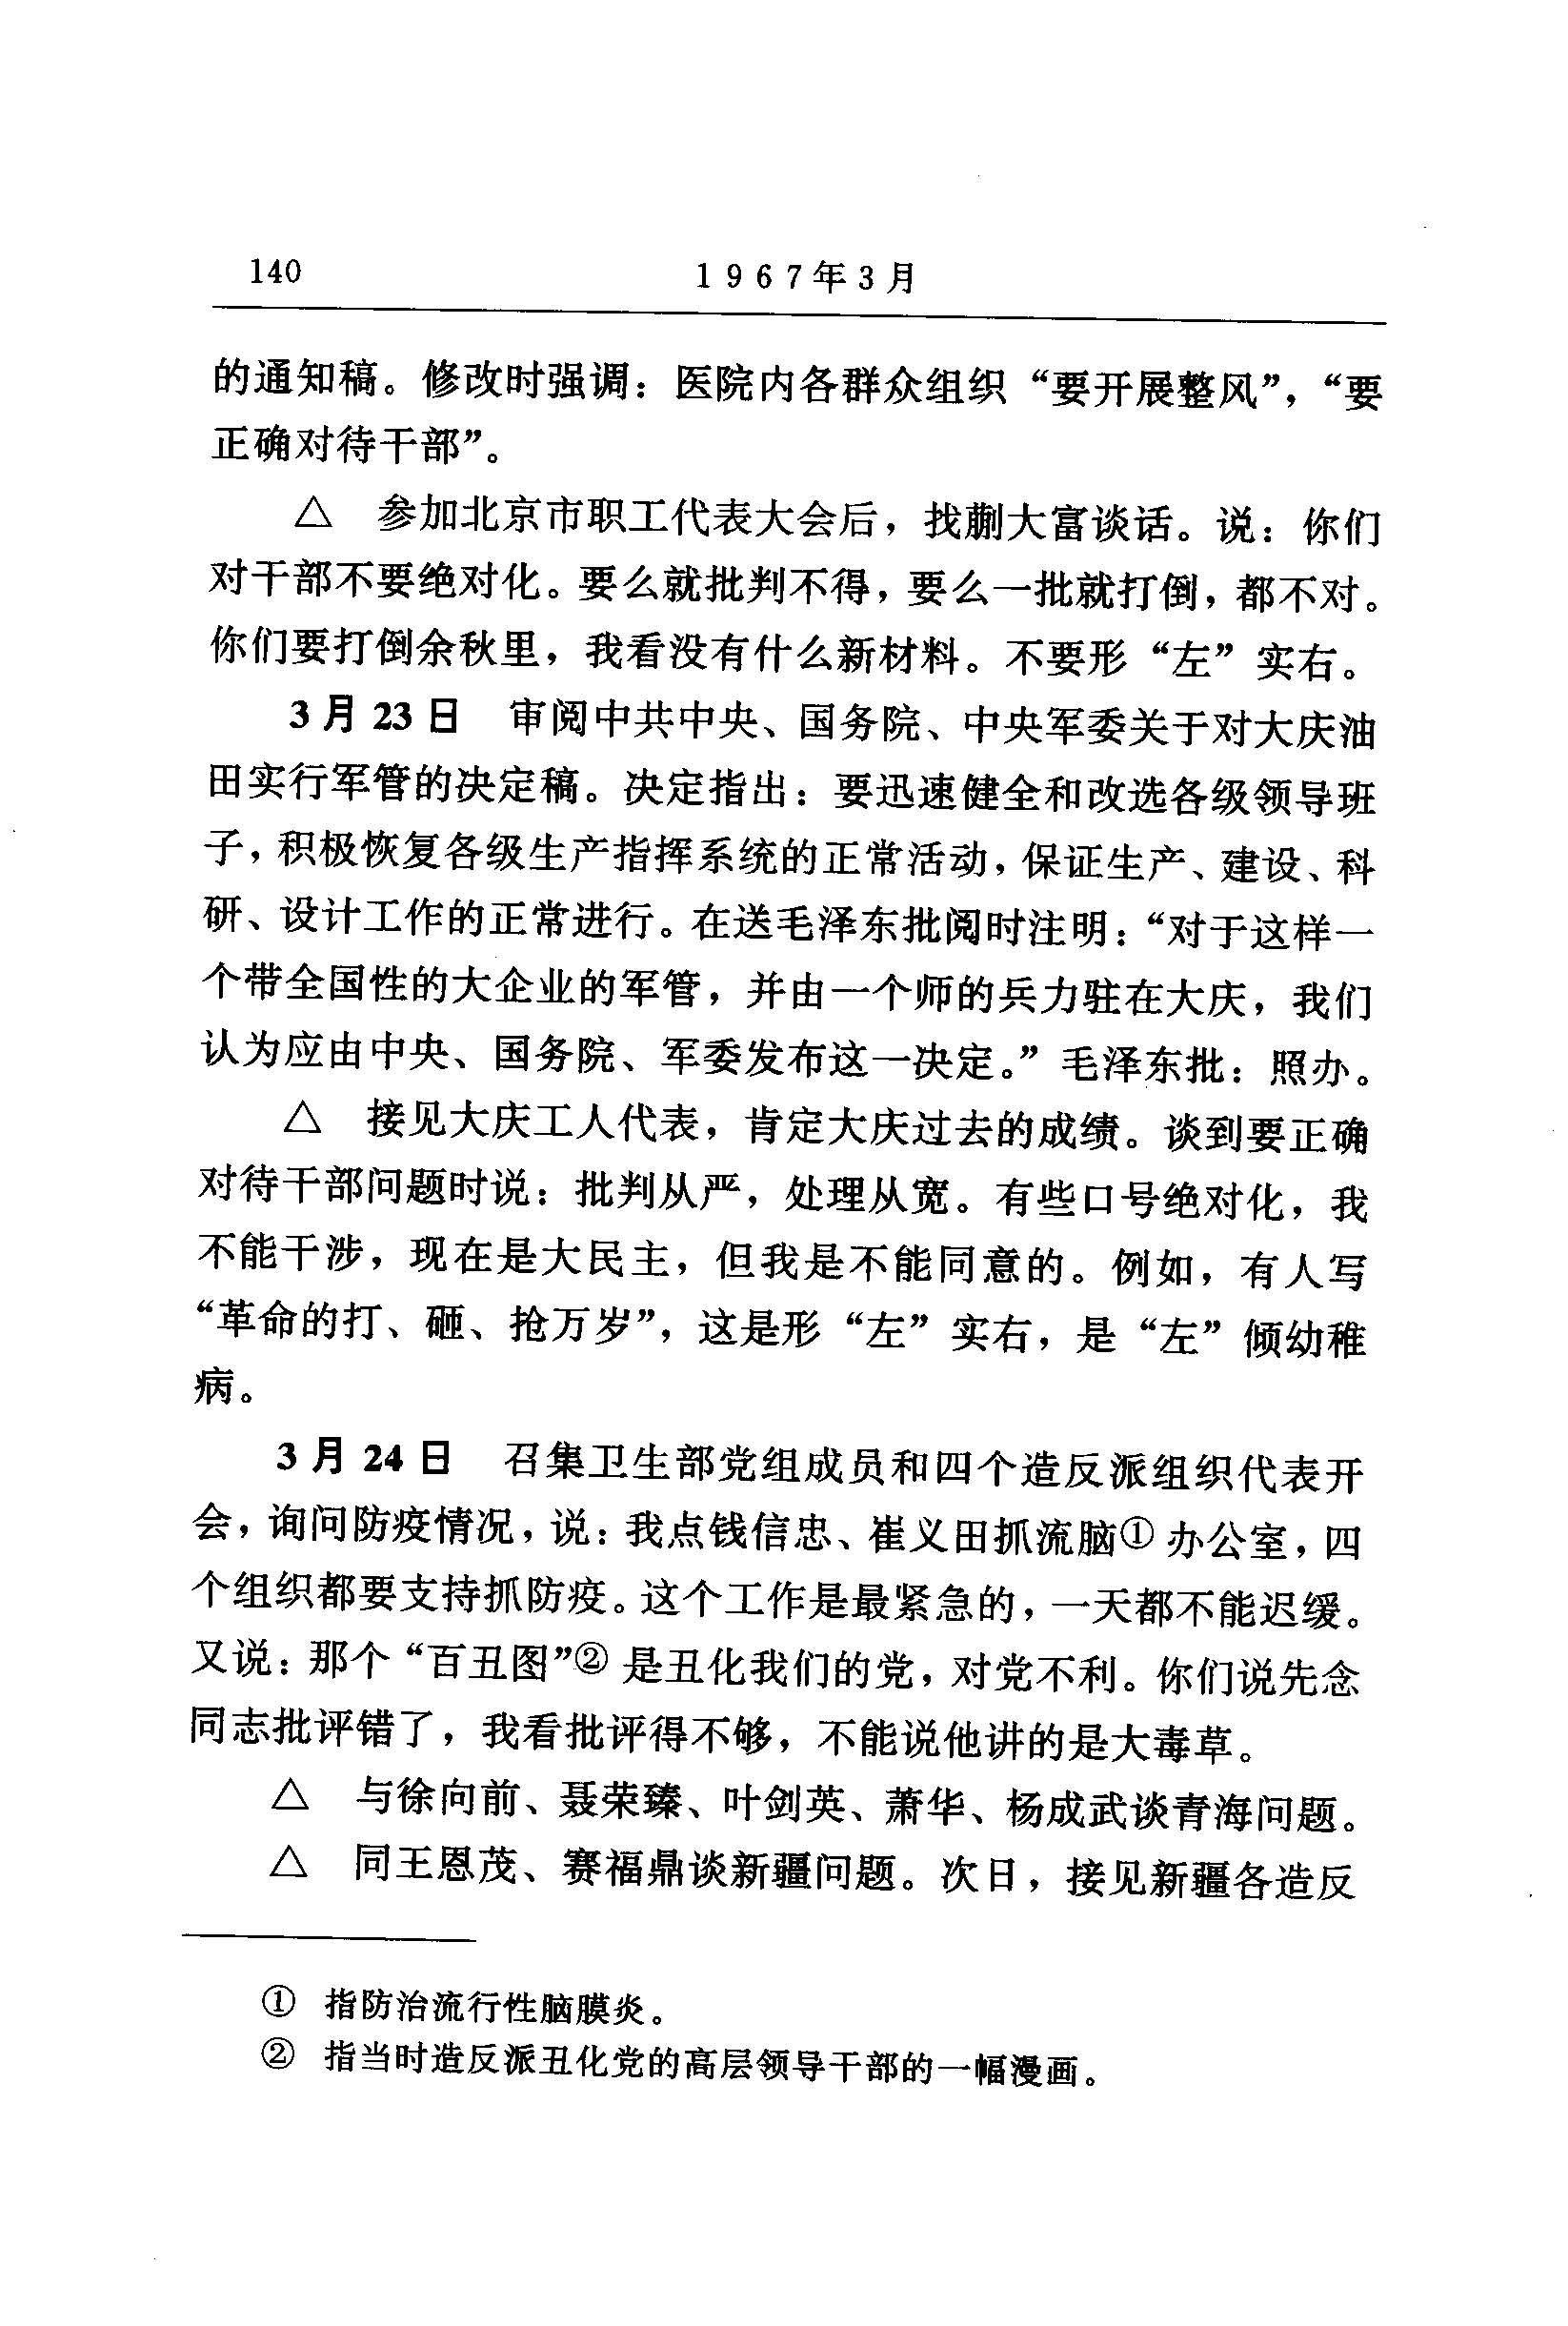 140
1967年3月
的通知稿。修改时强调：医院内各群众组织“要开展整风”，“要
正确对待干部”。
△ 参加北京市职工代表大会后，找蒯大富谈话。说：你们
对干部不要绝对化。要么就批判不得，要么一批就打倒，都不对。
你们要打倒余秋里，我看没有什么新材料。不要形“左”实右。
3月23日 审阅中共中央、国务院、中央军委关于对大庆油
田实行军管的决定稿。决定指出：要迅速健全和改选各级领导班
子，积极恢复各级生产指挥系统的正常活动，保证生产、建设、科
研、设计工作的正常进行。在送毛泽东批阅时注明：“对于这样一
个带全国性的大企业的军管，并由一个师的兵力驻在大庆，我们
认为应由中央、国务院、军委发布这一决定。”毛泽东批：照办。
△ 接见大庆工人代表，肯定大庆过去的成绩。谈到要正确
对待干部问题时说：批判从严，处理从宽。有些口号绝对化，我
不能干涉，现在是大民主，但我是不能同意的。例如，有人写
“革命的打、砸、抢万岁”，这是形“左”实右，是“左”倾幼稚
病。
3月24日 召集卫生部党组成员和四个造反派组织代表开
会，询问防疫情况，说：我点钱信忠、崔义田抓流脑①办公室，四
个组织都要支持抓防疫。这个工作是最紧急的，一天都不能迟缓。
又说：那个“百丑图”②是丑化我们的党，对党不利。你们说先念
同志批评错了，我看批评得不够，不能说他讲的是大毒草。
△ 与徐向前、聂荣臻、叶剑英、萧华、杨成武谈青海问题。
△ 同王恩茂、赛福鼎谈新疆问题。次日，接见新疆各造反
① 指防治流行性脑膜炎。
② 指当时造反派丑化党的高层领导干部的一幅漫画。